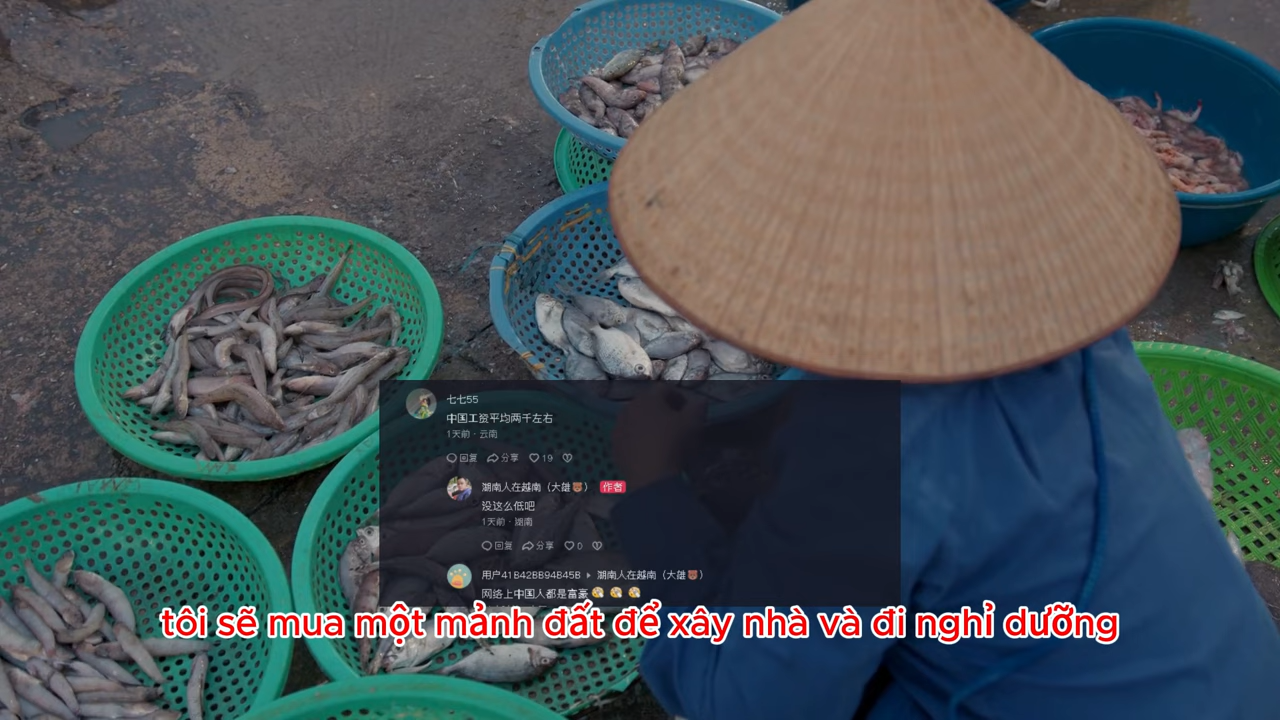 七七55
中国工资平均两千左右
1天前·云南
回复 分享 19
湖南人在越南（大雄🐻） 作者
没这么低吧
1天前·湖南
回复 分享 0
用户41B42BB94B45B ▸ 湖南人在越南（大雄🐻）
网络上中国人都是富豪
tôi sẽ mua một mảnh đất để xây nhà và đi nghỉ dưỡng